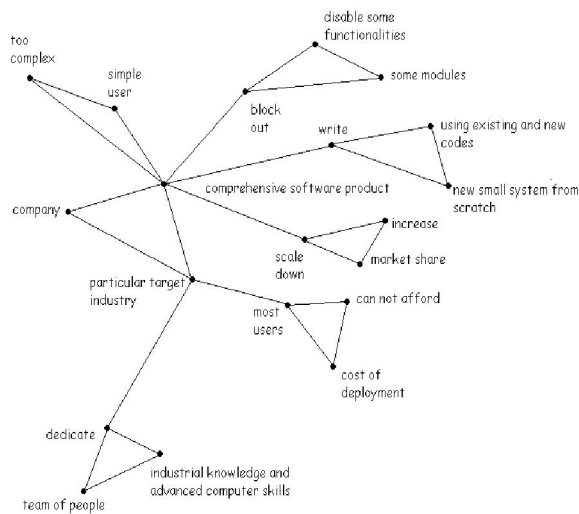 disable some
functionalities
too
complex
simple
user
some modules
block
out
write
using existing and new
codes
comprehensive software product
new small system from
scratch
company
increase
scale
down
market share
particular target
industry
most
users
can not afford
cost of
deployment
dedicate
industrial knowledge and
advanced computer skills
team of people